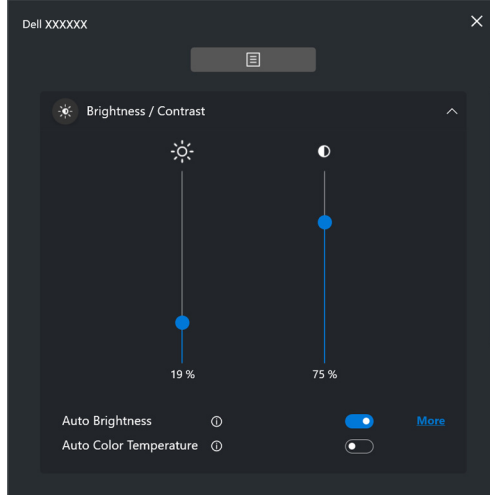 Dell XXXXXX
Brightness / Contrast
19 % 75 %
Auto Brightness More
Auto Color Temperature